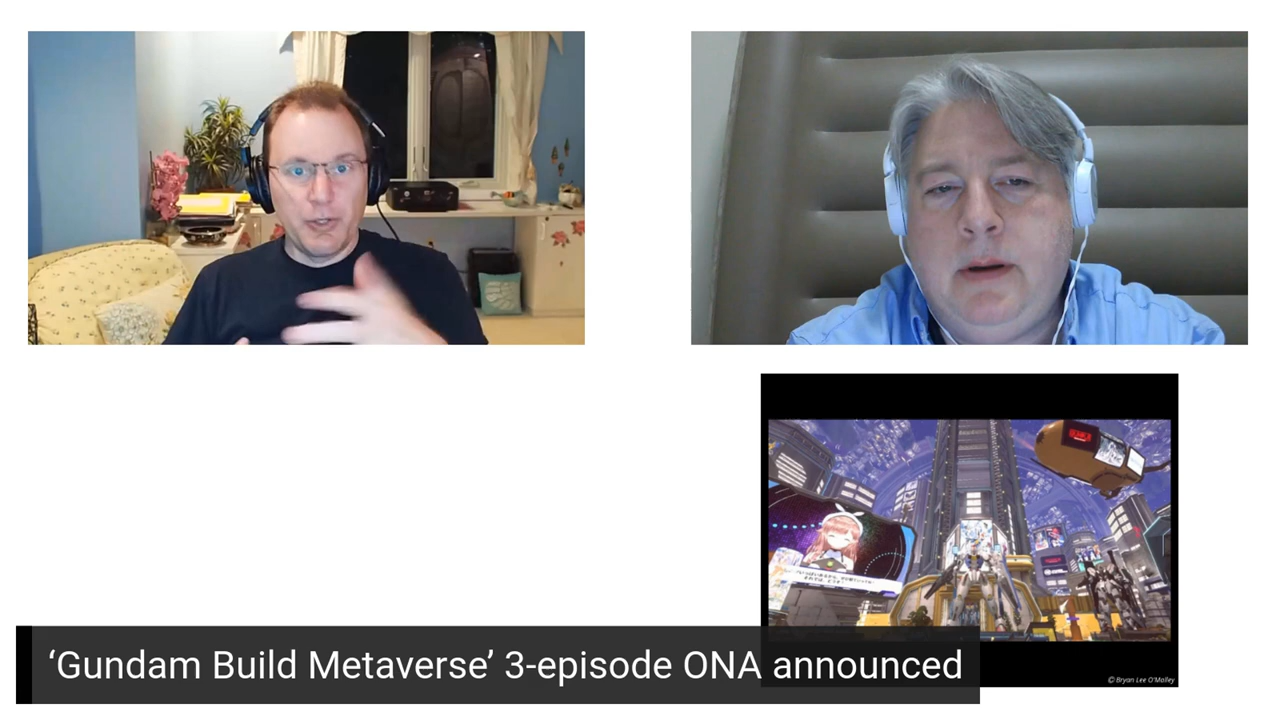 ‘Gundam Build Metaverse’ 3-episode ONA announced
© Bryan Lee O'Malley